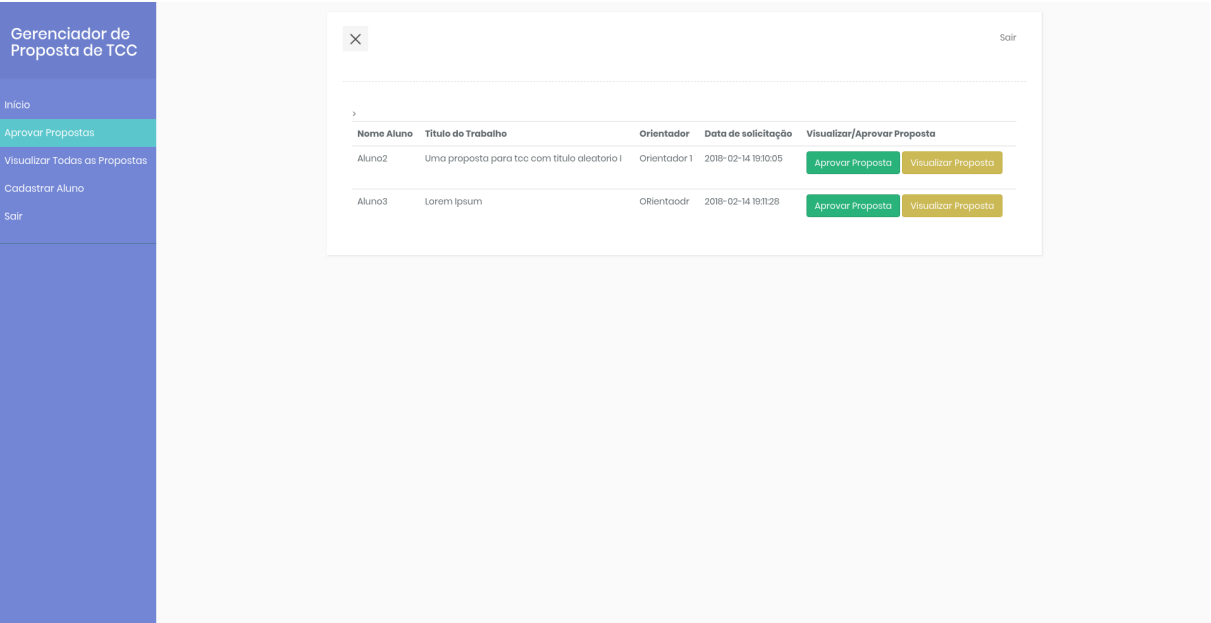 Gerenciador de
Proposta de TCC
Início
Aprovar Propostas
Visualizar Todas as Propostas
Cadastrar Aluno
Sair
Sair
>
Nome Aluno Titulo do Trabalho Orientador Data de solicitação Visualizar/Aprovar Proposta
Aluno2 Uma proposta para tcc com titulo aleatorio I Orientador 1 2018-02-14 19:10:05 Aprovar Proposta Visualizar Proposta
Aluno3 Lorem Ipsum ORientaodr 2018-02-14 19:11:28 Aprovar Proposta Visualizar Proposta